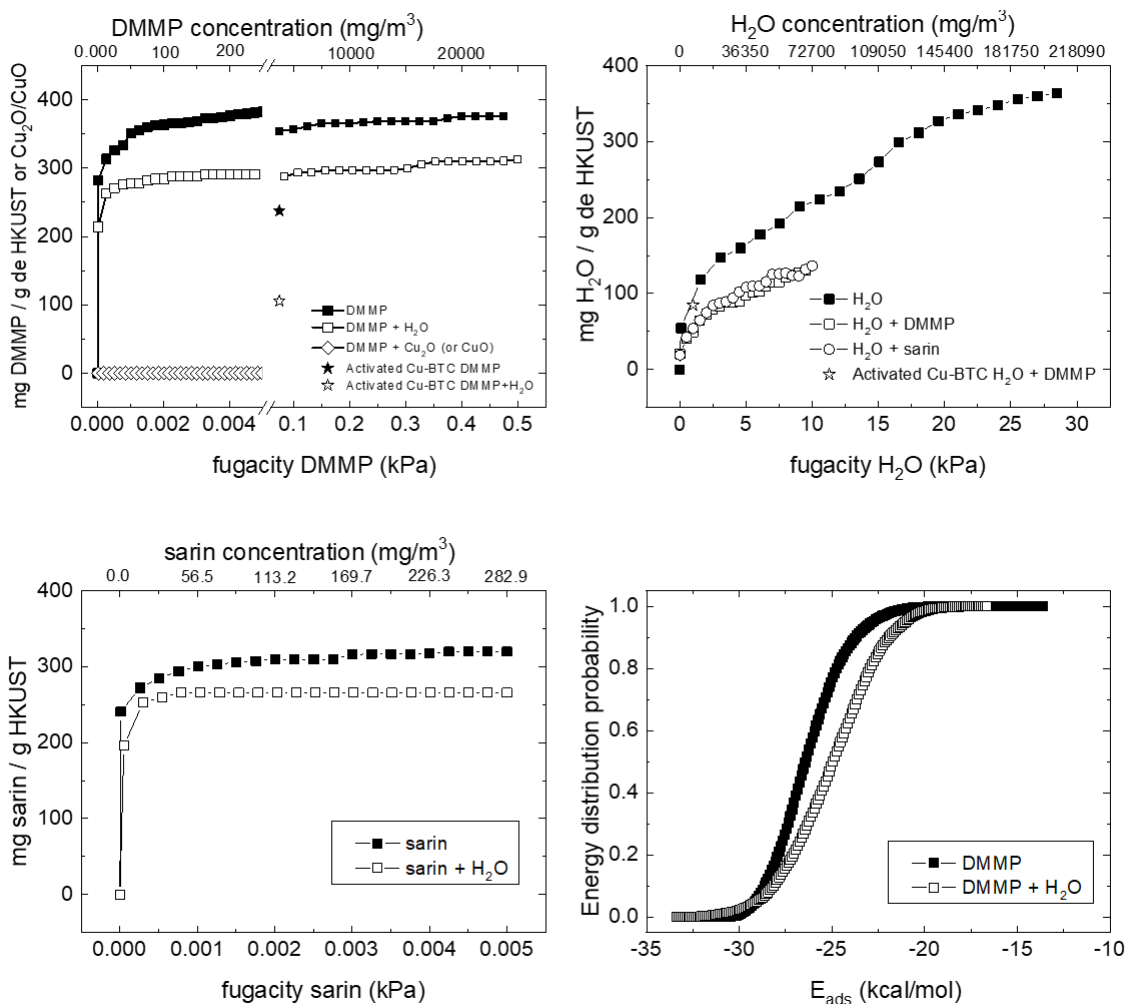 DMMP concentration (mg/m³)
0.000 100 200 10000 20000
mg DMMP / g de HKUST or Cu₂O/CuO
400
300
200
100
0
DMMP
DMMP + H₂O
DMMP + Cu₂O (or CuO)
Activated Cu-BTC DMMP
Activated Cu-BTC DMMP+H₂O
0.000 0.002 0.004 0.1 0.2 0.3 0.4 0.5
fugacity DMMP (kPa)
H₂O concentration (mg/m³)
0 36350 72700 109050 145400 181750 218090
mg H₂O / g de HKUST
400
300
200
100
0
H₂O
H₂O + DMMP
H₂O + sarin
Activated Cu-BTC H₂O + DMMP
0 5 10 15 20 25 30
fugacity H₂O (kPa)
sarin concentration (mg/m³)
0.0 56.5 113.2 169.7 226.3 282.9
mg sarin / g HKUST
400
300
200
100
0
sarin
sarin + H₂O
0.000 0.001 0.002 0.003 0.004 0.005
fugacity sarin (kPa)
Energy distribution probability
1.0
0.8
0.6
0.4
0.2
0.0
DMMP
DMMP + H₂O
-35 -30 -25 -20 -15 -10
E_ads (kcal/mol)